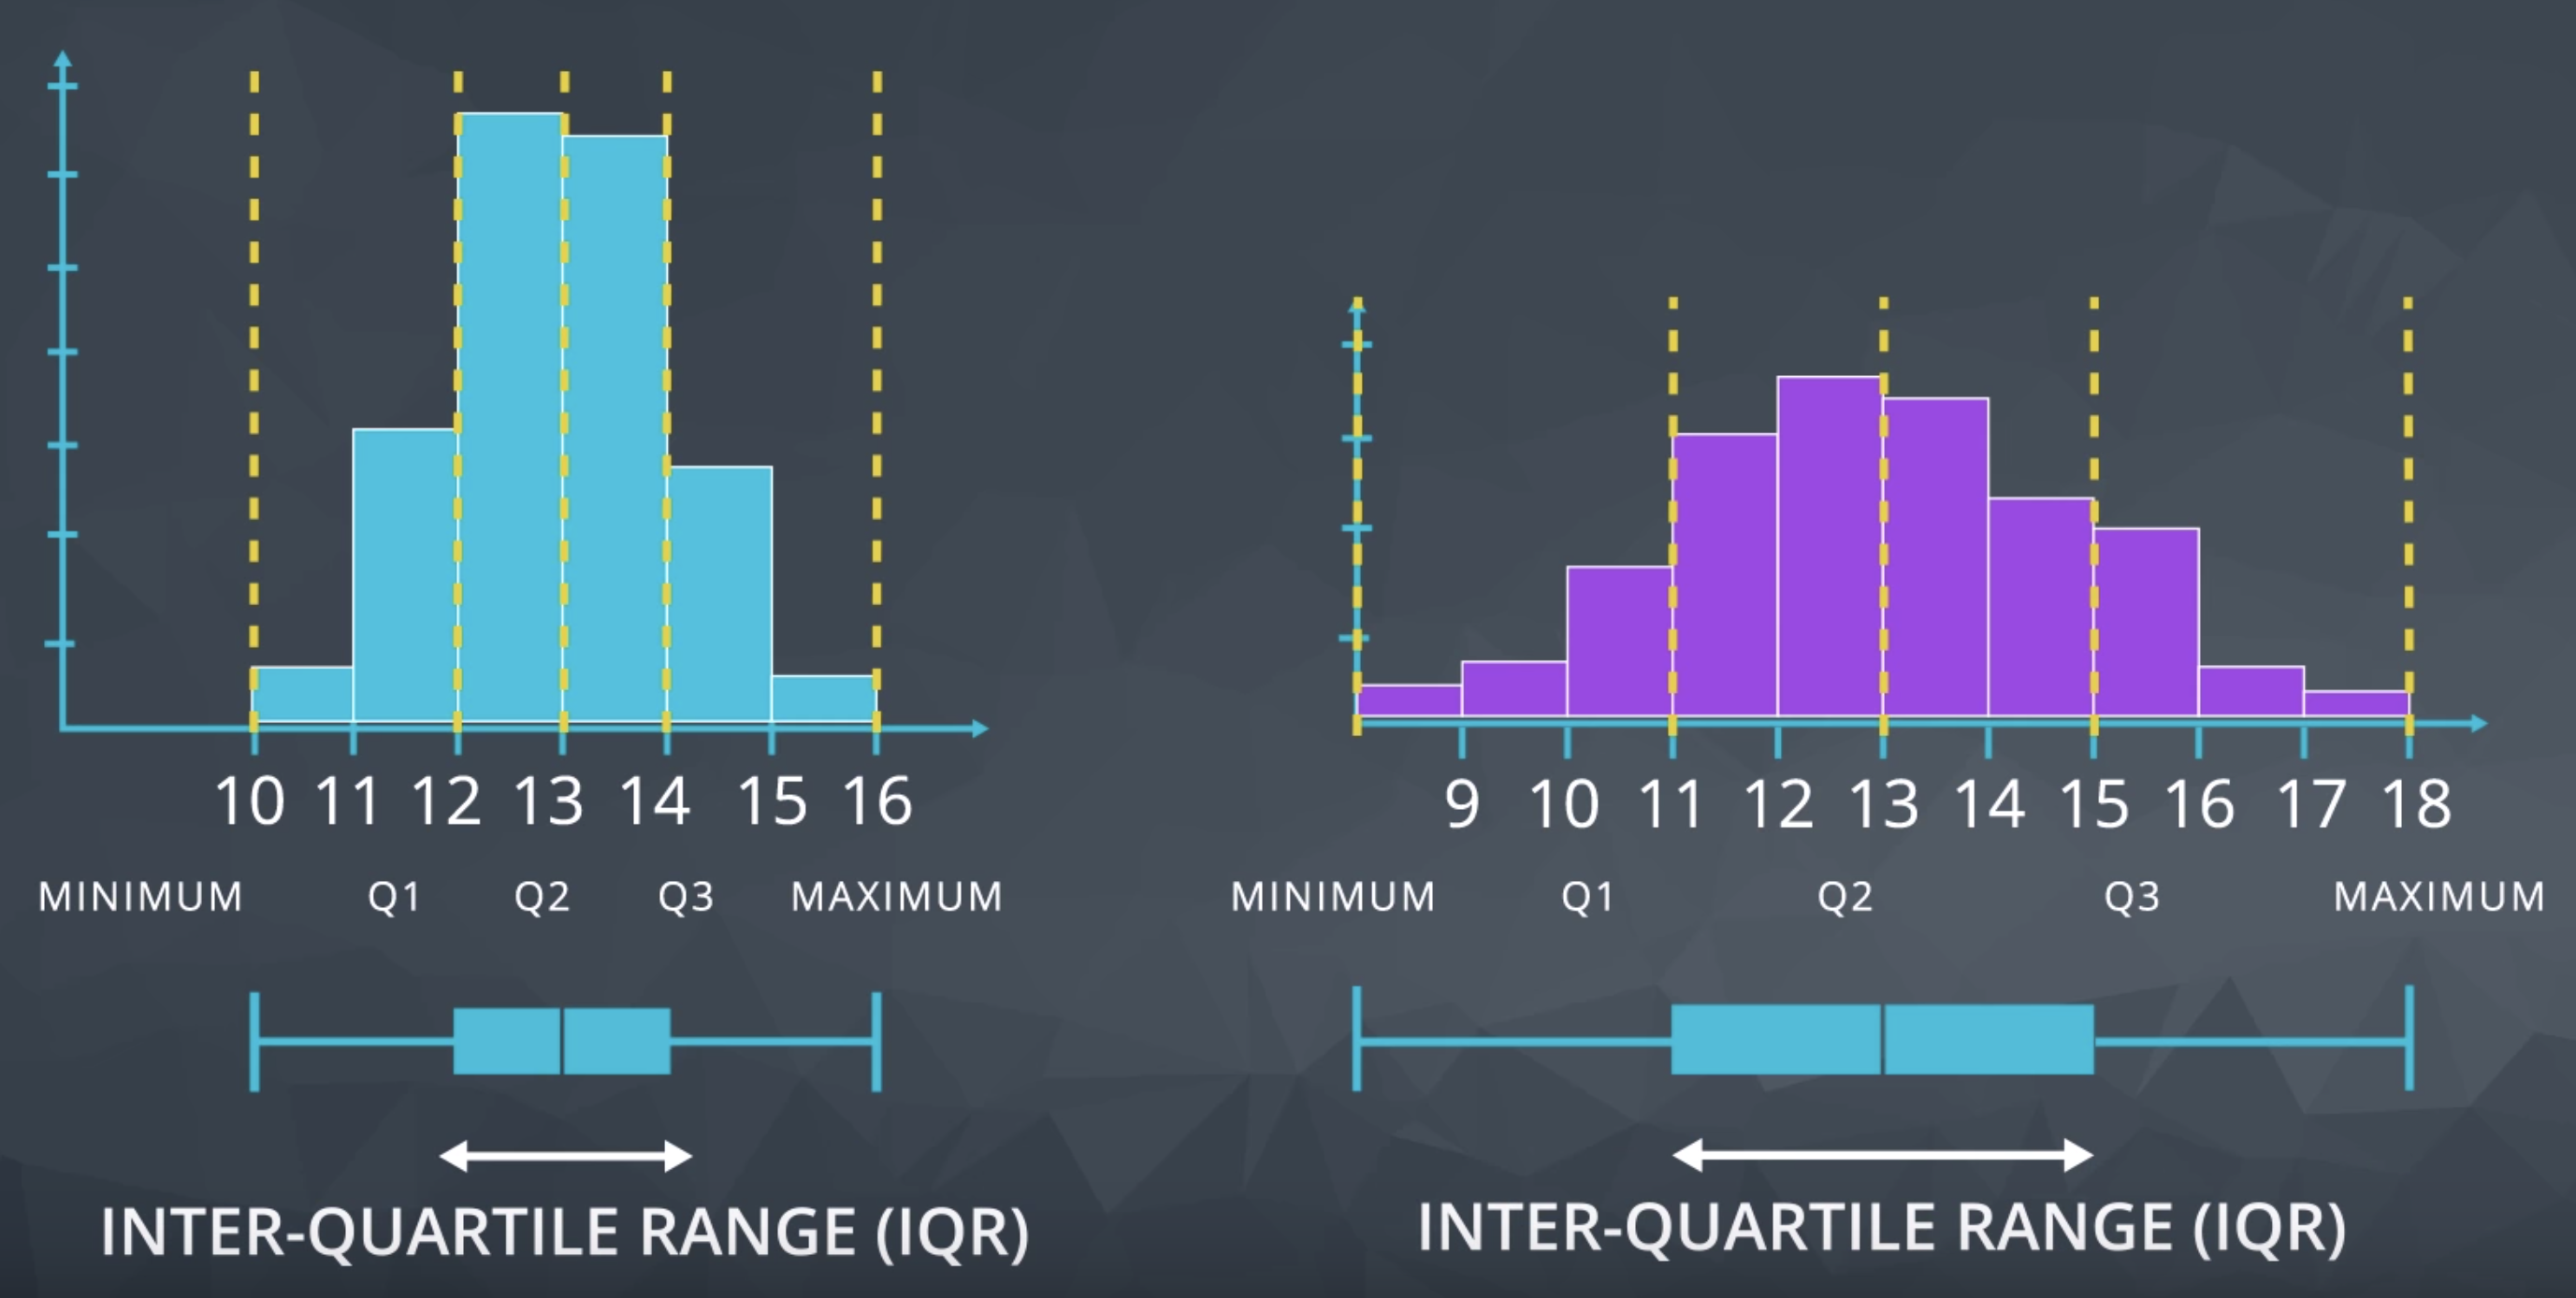 10 11 12 13 14 15 16
MINIMUM Q1 Q2 Q3 MAXIMUM
INTER-QUARTILE RANGE (IQR)
9 10 11 12 13 14 15 16 17 18
MINIMUM Q1 Q2 Q3 MAXIMUM
INTER-QUARTILE RANGE (IQR)